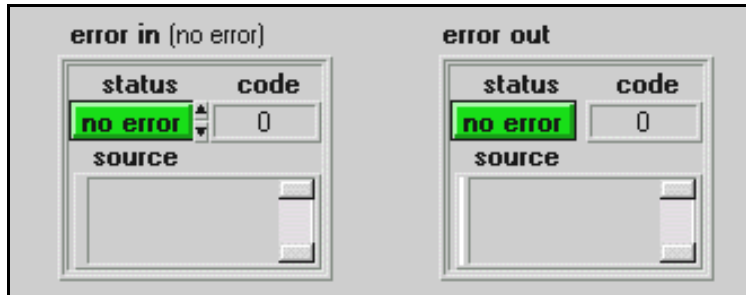 error in (no error)
status code
no error 0
source
error out
status code
no error 0
source